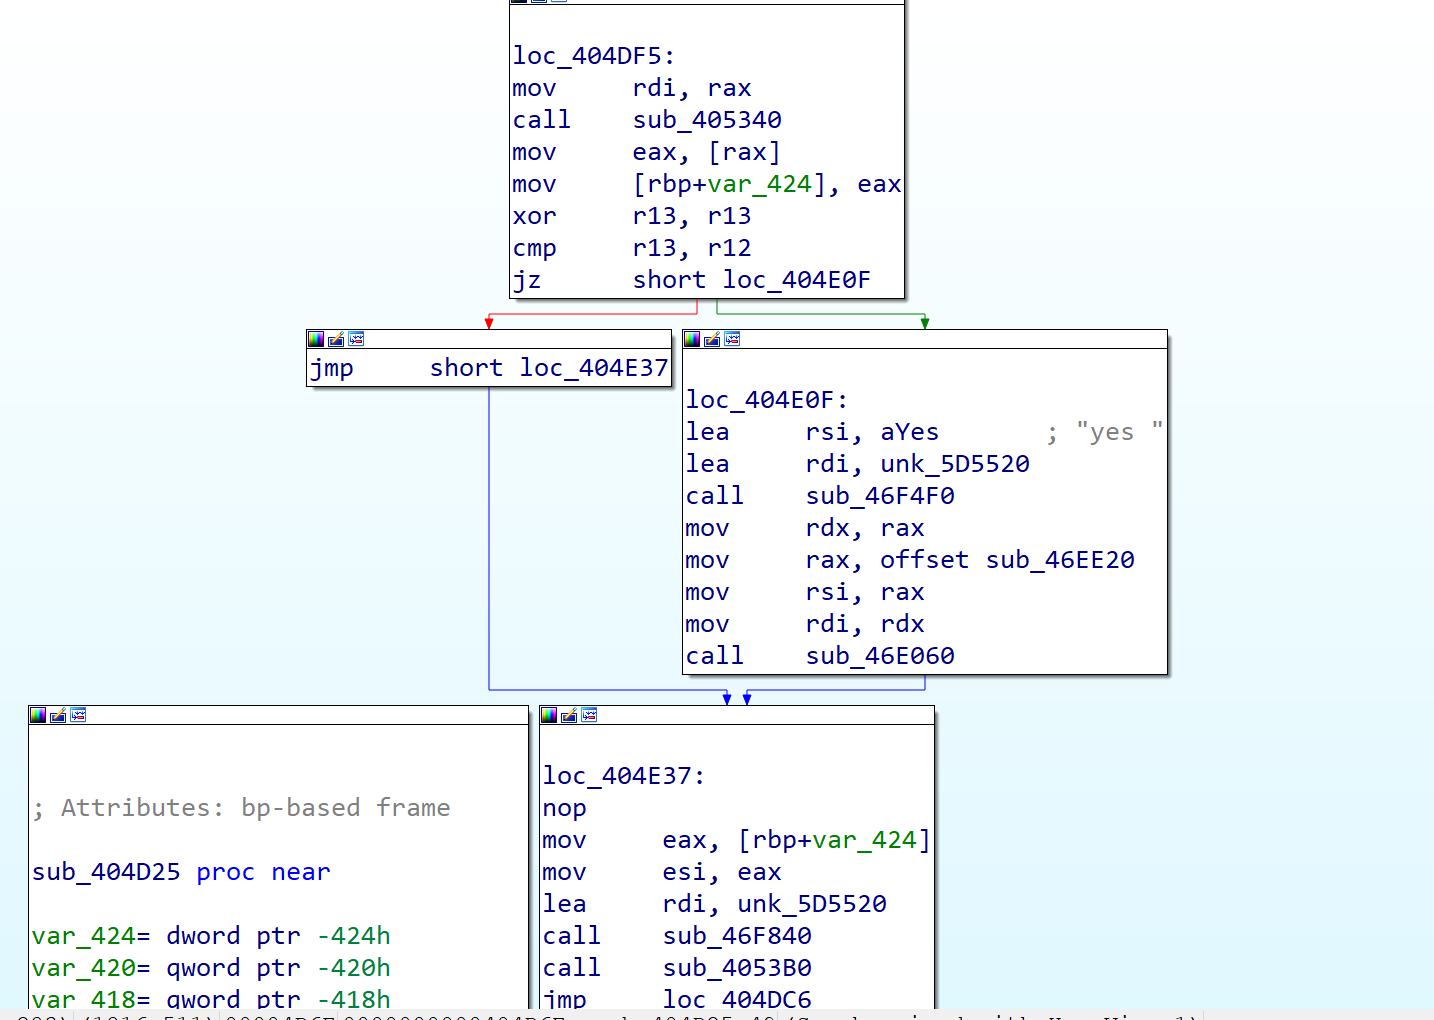 loc_404DF5:
mov rdi, rax
call sub_405340
mov eax, [rax]
mov [rbp+var_424], eax
xor r13, r13
cmp r13, r12
jz short loc_404E0F
jmp short loc_404E37
loc_404E0F:
lea rsi, aYes ; "yes "
lea rdi, unk_5D5520
call sub_46F4F0
mov rdx, rax
mov rax, offset sub_46EE20
mov rsi, rax
mov rdi, rdx
call sub_46E060
; Attributes: bp-based frame
sub_404D25 proc near
var_424= dword ptr -424h
var_420= qword ptr -420h
var_418= qword ptr -418h
loc_404E37:
nop
mov eax, [rbp+var_424]
mov esi, eax
lea rdi, unk_5D5520
call sub_46F840
call sub_4053B0
jmp loc_404DC6